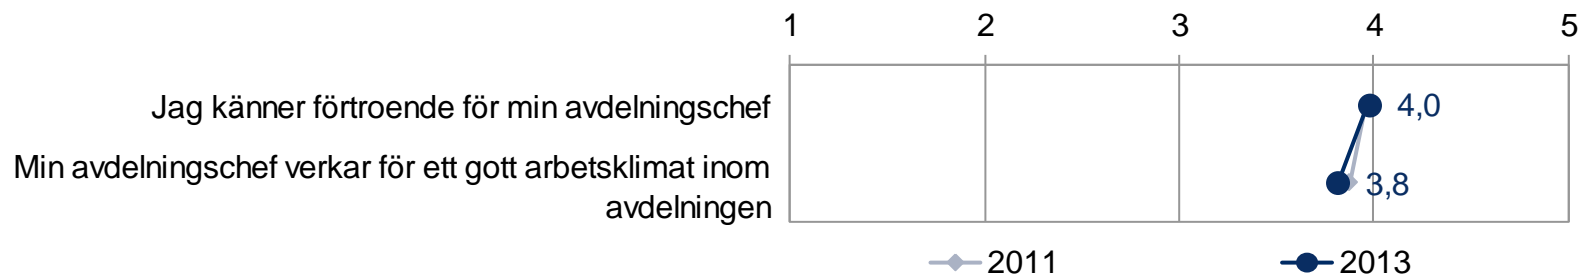 1 2 3 4 5
Jag känner förtroende för min avdelningschef
4,0
Min avdelningschef verkar för ett gott arbetsklimat inom
avdelningen
3,8
2011 2013